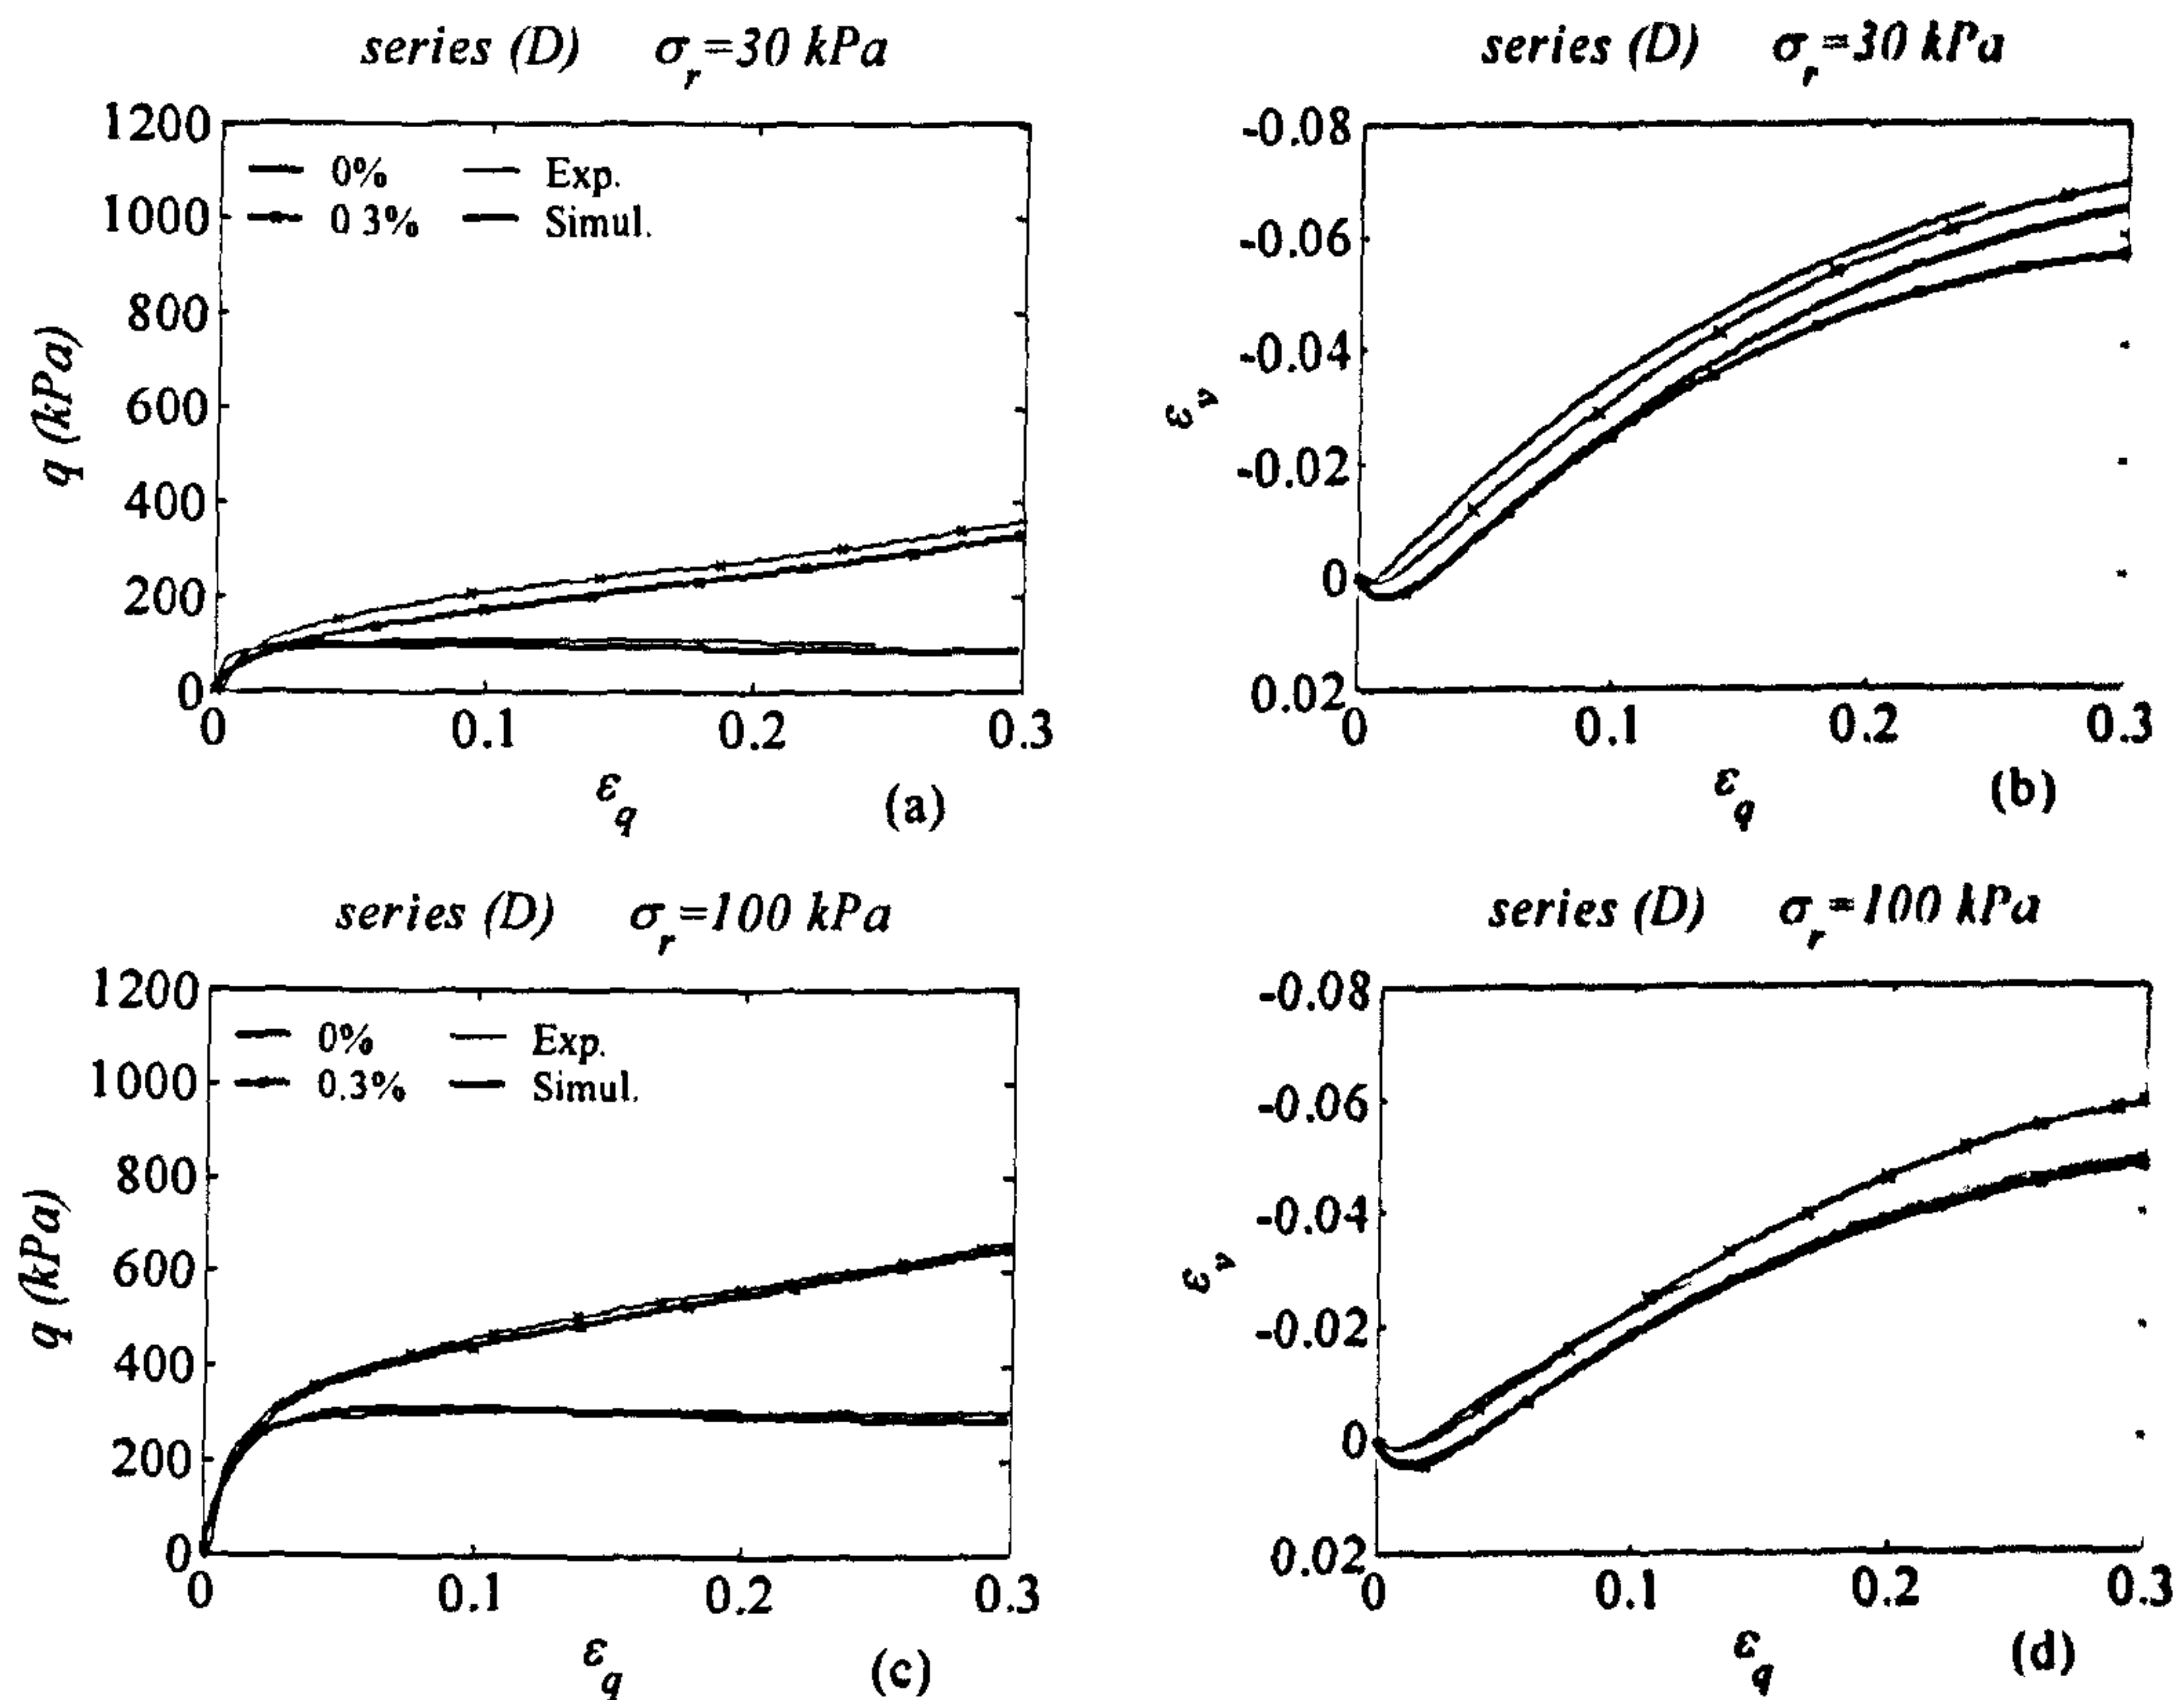 series (D) σr=30 kPa
1200
1000
800
600
400
200
0
q (kPa)
0% Exp.
0 3% Simul.
0 0.1 0.2 0.3
εq (a)
series (D) σr=30 kPa
-0.08
-0.06
-0.04
-0.02
0
0.02
εv
0 0.1 0.2 0.3
εq (b)
series (D) σr=100 kPa
1200
1000
800
600
400
200
0
q (kPa)
0% Exp.
0.3% Simul.
0 0.1 0.2 0.3
εq (c)
series (D) σr=100 kPa
-0.08
-0.06
-0.04
-0.02
0
0.02
εv
0 0.1 0.2 0.3
εq (d)